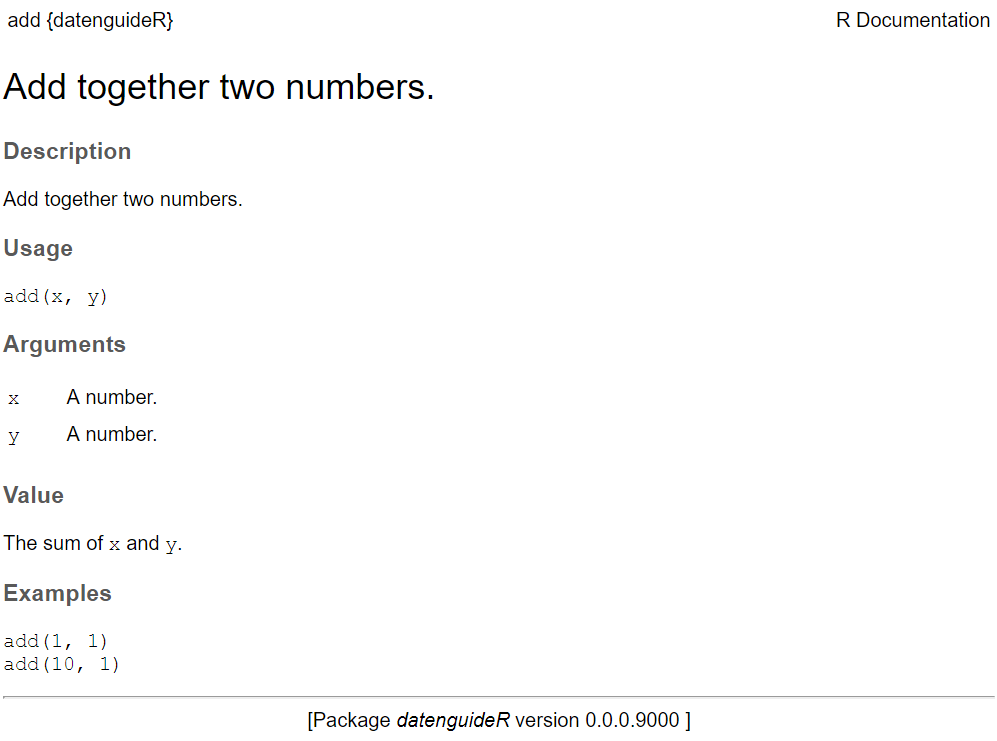 add {datenguideR} R Documentation
Add together two numbers.
Description
Add together two numbers.
Usage
add(x, y)
Arguments
x A number.
y A number.
Value
The sum of x and y.
Examples
add(1, 1)
add(10, 1)
[Package datenguideR version 0.0.0.9000 ]